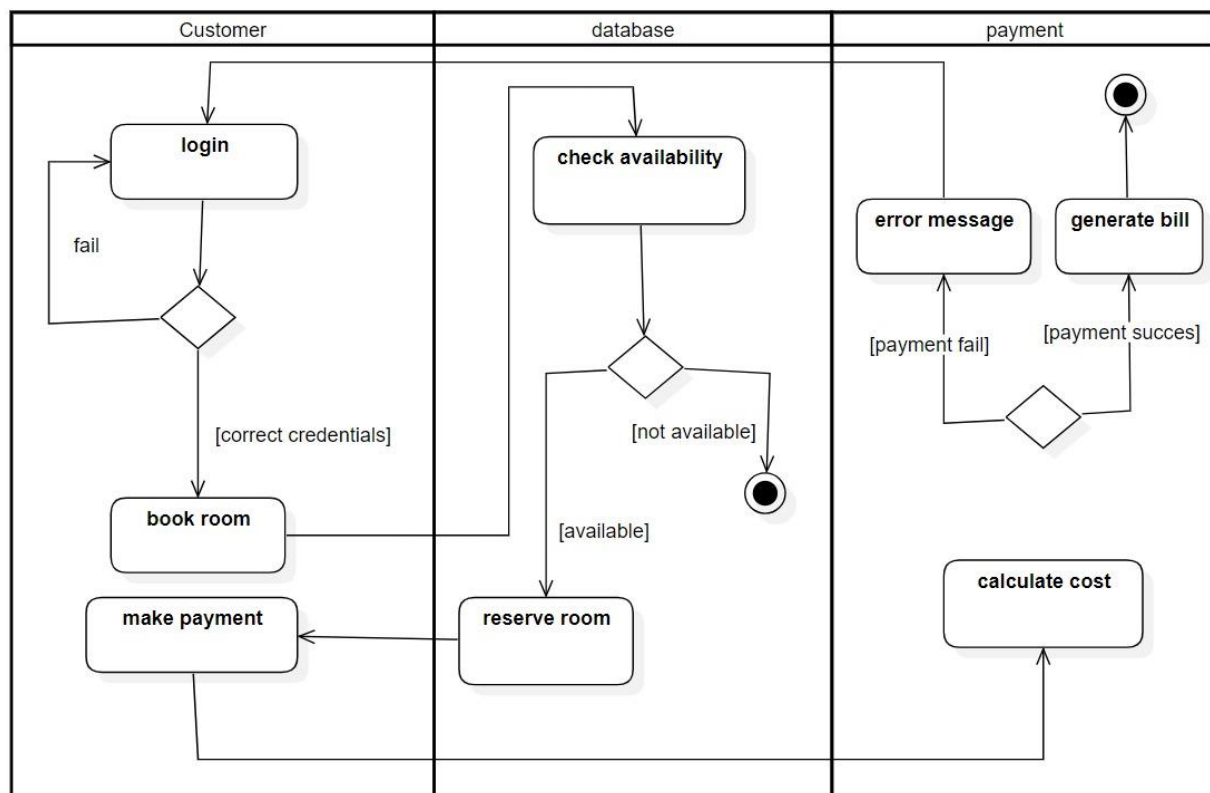 Customer
database
payment
login
fail
[correct credentials]
book room
make payment
check availability
[not available]
[available]
reserve room
error message
generate bill
[payment fail]
[payment succes]
calculate cost